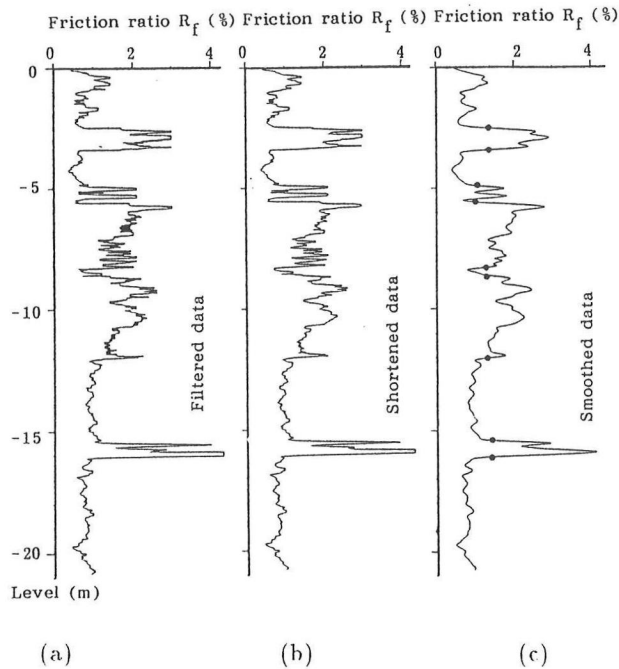 Friction ratio R_f (%) Friction ratio R_f (%) Friction ratio R_f (%)
0 2 4 0 2 4 0 2 4
0
-5
-10
-15
-20
Filtered data
Shortened data
Smoothed data
Level (m)
(a) (b) (c)